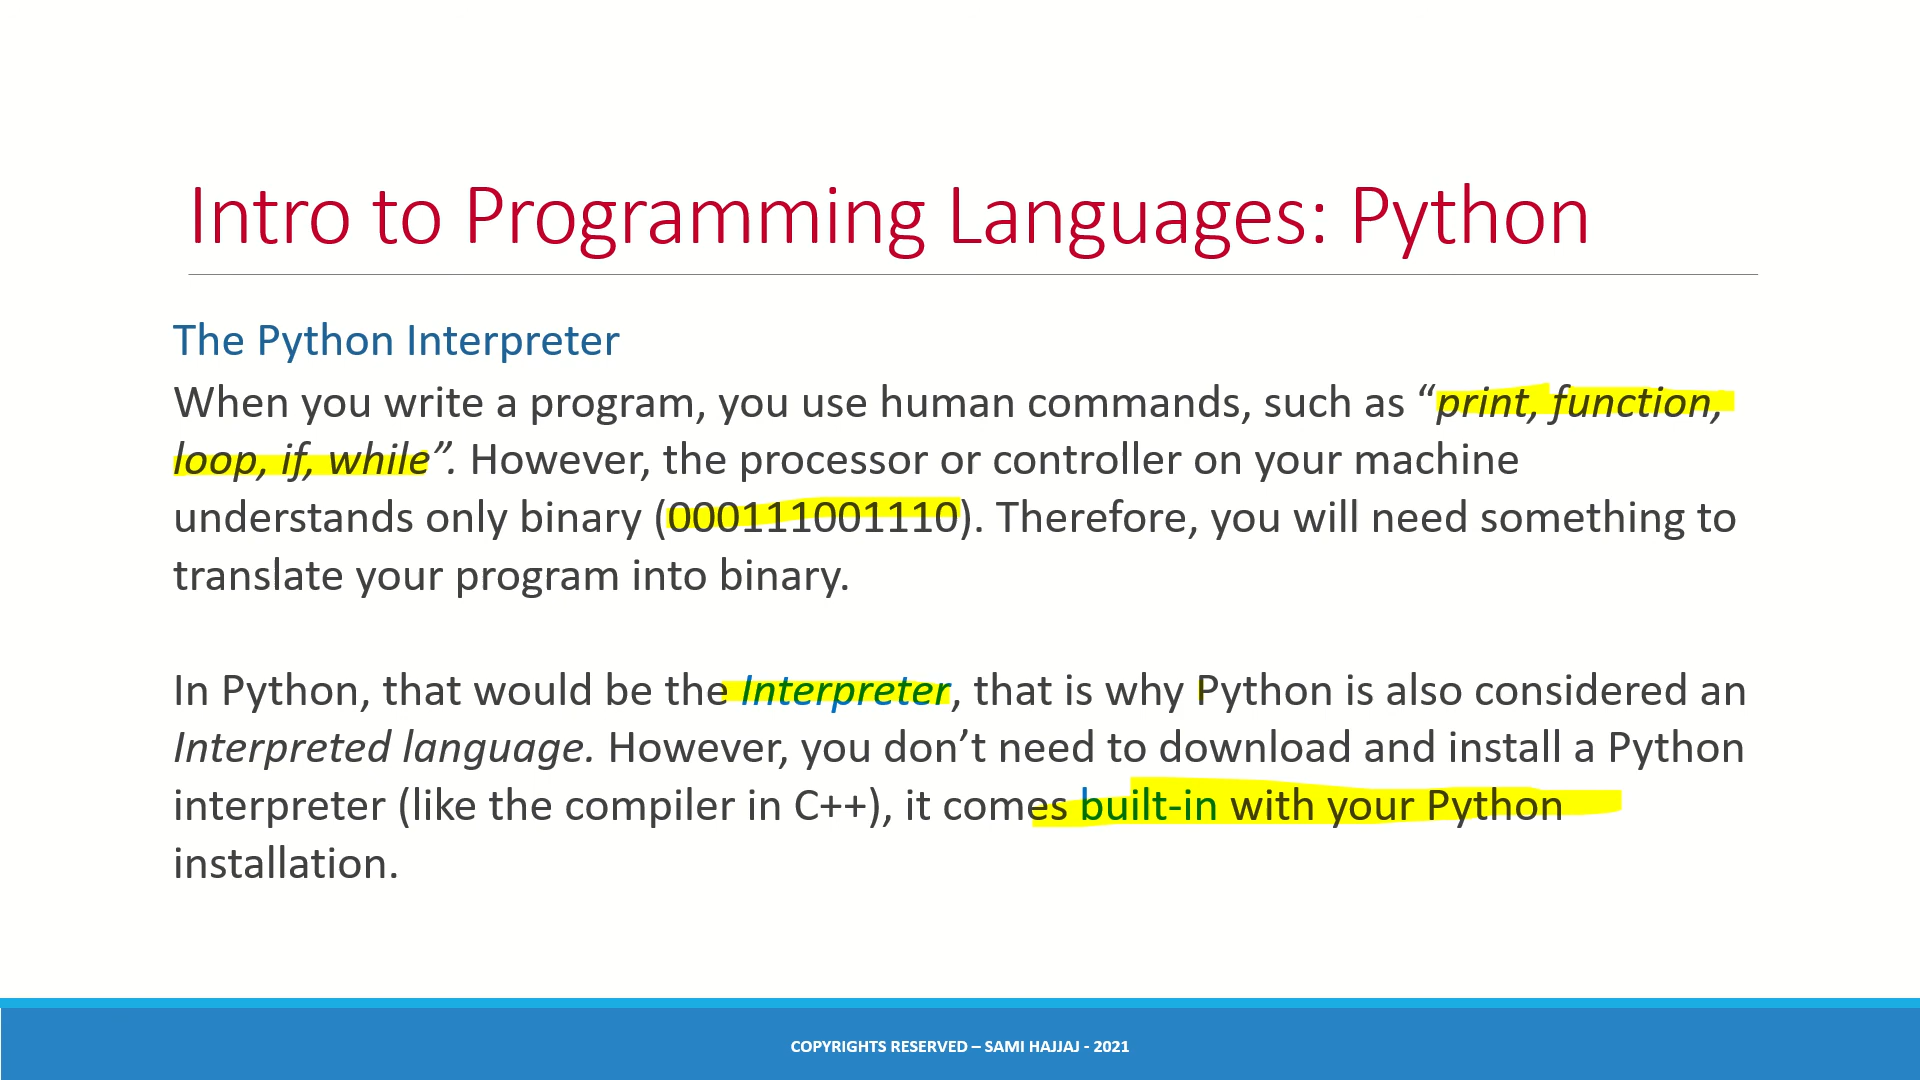 Intro to Programming Languages: Python
The Python Interpreter
When you write a program, you use human commands, such as “print, function,
loop, if, while”. However, the processor or controller on your machine
understands only binary (000111001110). Therefore, you will need something to
translate your program into binary.
In Python, that would be the Interpreter, that is why Python is also considered an
Interpreted language. However, you don’t need to download and install a Python
interpreter (like the compiler in C++), it comes built-in with your Python
installation.
COPYRIGHTS RESERVED – SAMI HAJJAJ - 2021